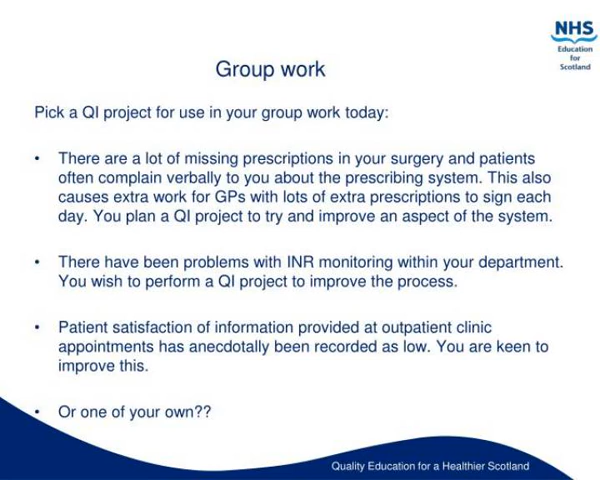 NHS
Education
for
Scotland
Group work
Pick a QI project for use in your group work today:
• There are a lot of missing prescriptions in your surgery and patients
often complain verbally to you about the prescribing system. This also
causes extra work for GPs with lots of extra prescriptions to sign each
day. You plan a QI project to try and improve an aspect of the system.
• There have been problems with INR monitoring within your department.
You wish to perform a QI project to improve the process.
• Patient satisfaction of information provided at outpatient clinic
appointments has anecdotally been recorded as low. You are keen to
improve this.
• Or one of your own??
Quality Education for a Healthier Scotland